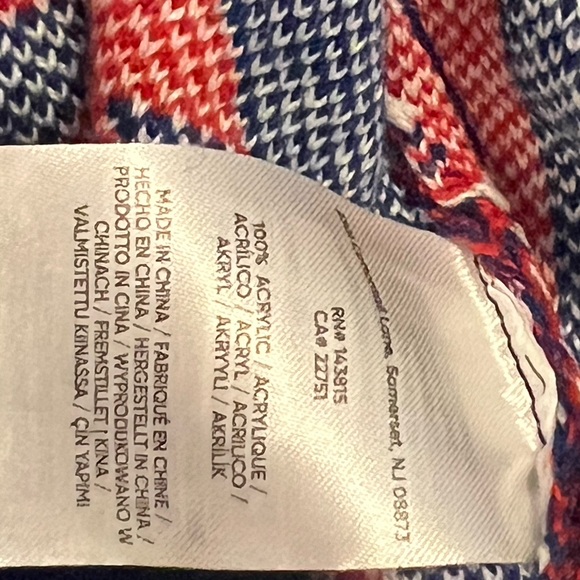 Lane, Somerset, NJ 08873
RN# 143815
CA# 22751
100% ACRYLIC / ACRYLIQUE /
ACRÍLICO / ACRYL / ACRILICO /
AKRYL / AKRYYLI / AKRİLİK
MADE IN CHINA / FABRIQUÉ EN CHINE /
HECHO EN CHINA / HERGESTELLT IN CHINA /
PRODOTTO IN CINA / WYPRODUKOWANO W
CHINACH / FREMSTILLET I KINA /
VALMISTETTU KIINASSA / ÇİN YAPIMI